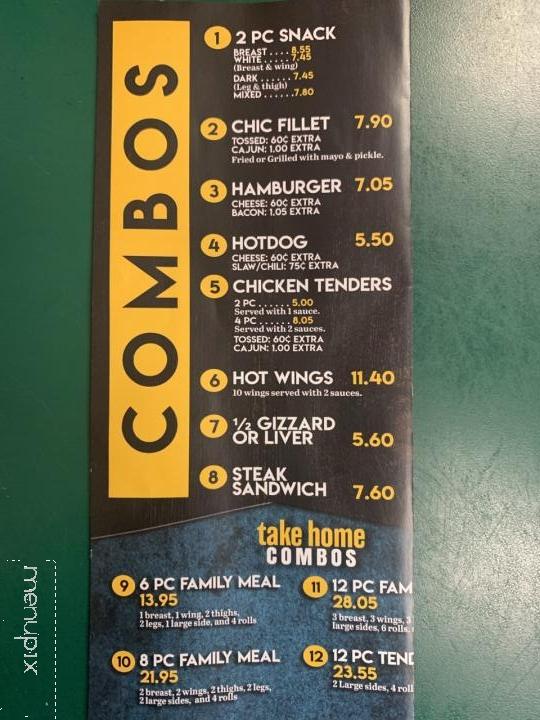 COMBOS
1 2 PC SNACK
BREAST .... 8.55
WHITE ..... 7.45
(Breast & wing)
DARK ...... 7.45
(Leg & thigh)
MIXED ......7.80
2 CHIC FILLET 7.90
TOSSED: 60¢ EXTRA
CAJUN: 1.00 EXTRA
Fried or Grilled with mayo & pickle.
3 HAMBURGER 7.05
CHEESE: 60¢ EXTRA
BACON: 1.05 EXTRA
4 HOTDOG 5.50
CHEESE: 60¢ EXTRA
SLAW/CHILI: 75¢ EXTRA
5 CHICKEN TENDERS
2 PC ...... 5.00
Served with 1 sauce.
4 PC ...... 8.05
Served with 2 sauces.
TOSSED: 60¢ EXTRA
CAJUN: 1.00 EXTRA
6 HOT WINGS 11.40
10 wings served with 2 sauces.
7 ½ GIZZARD
OR LIVER 5.60
8 STEAK
SANDWICH 7.60
take home
COMBOS
9 6 PC FAMILY MEAL
13.95
1 breast, 1 wing, 2 thighs,
2 legs, 1 large side, and 4 rolls
10 8 PC FAMILY MEAL
21.95
2 breast, 2 wings, 2 thighs, 2 legs,
2 large sides, and 4 rolls
11 12 PC FAM
28.05
3 breast, 3 wings, 3
large sides, 6 rolls,
12 12 PC TEND
23.55
2 Large sides, 4 roll
menupix